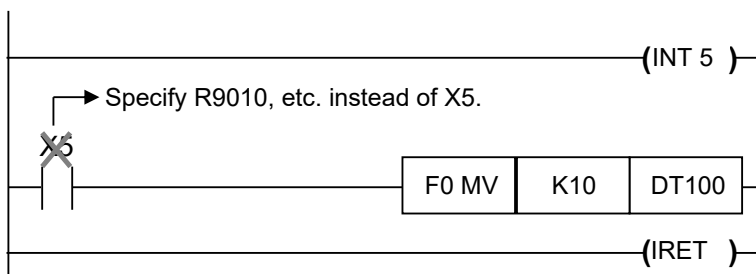 (INT 5 )
Specify R9010, etc. instead of X5.
X5
F0 MV K10 DT100
(IRET )